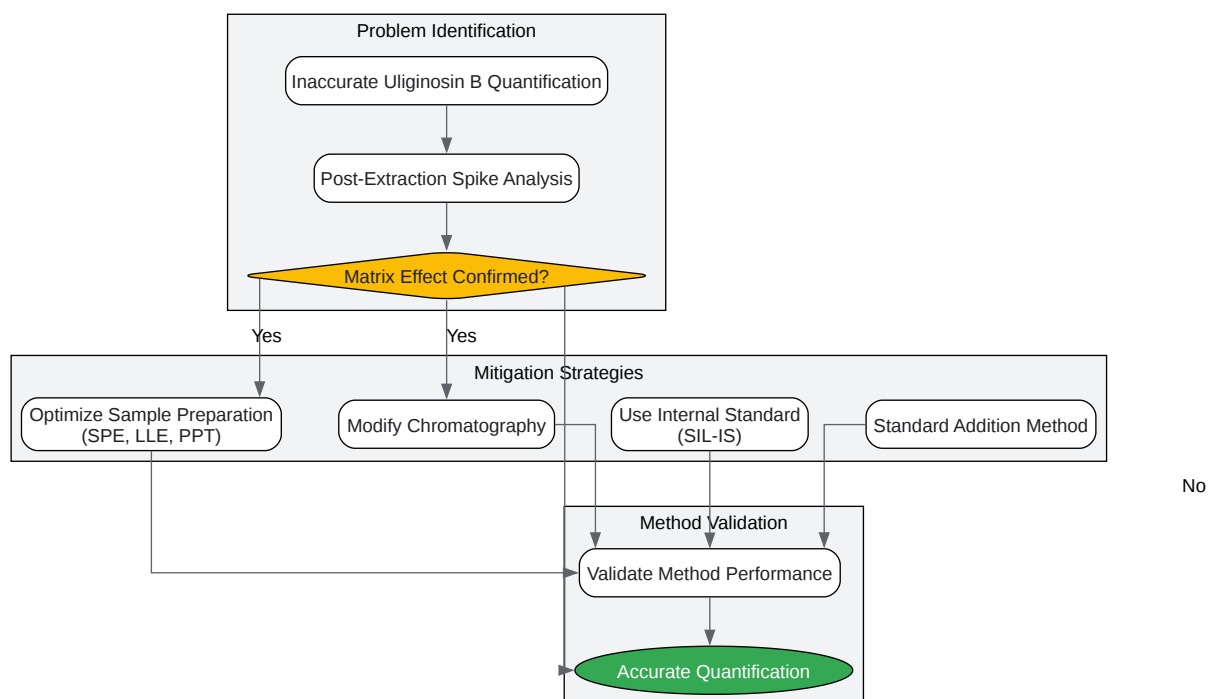 Problem Identification
Inaccurate Uliginosin B Quantification
Post-Extraction Spike Analysis
Matrix Effect Confirmed?
Yes
Yes
Mitigation Strategies
Optimize Sample Preparation
(SPE, LLE, PPT)
Modify Chromatography
Use Internal Standard
(SIL-IS)
Standard Addition Method
No
Method Validation
Validate Method Performance
Accurate Quantification